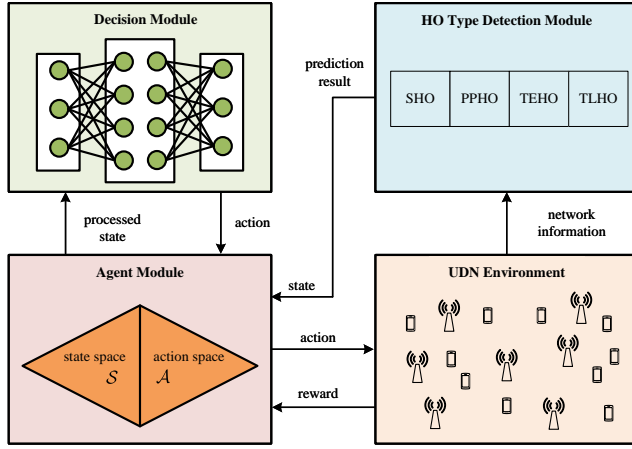 Decision Module
HO Type Detection Module
prediction
result
SHO
PPHO
TEHO
TLHO
processed
state
action
network
information
Agent Module
UDN Environment
state
state space
S
action space
A
action
reward